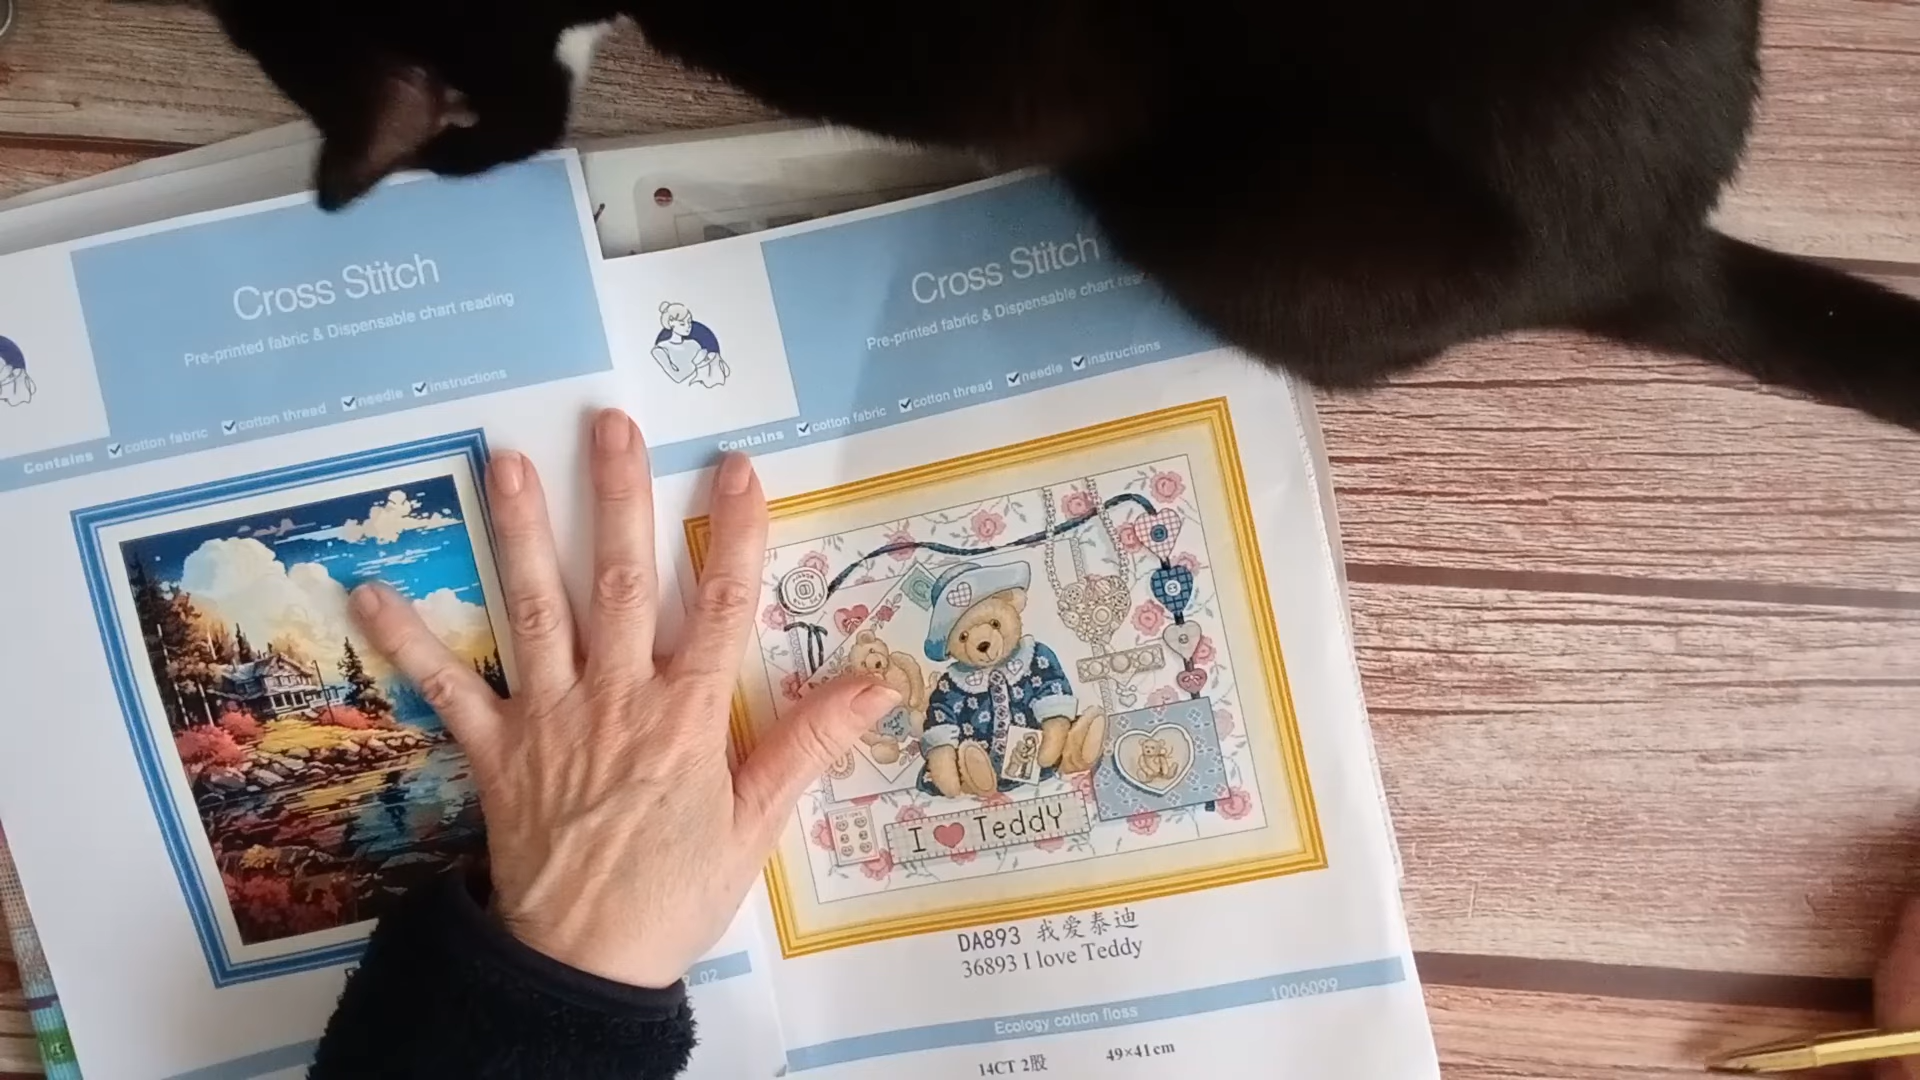 Cross Stitch
Pre-printed fabric & Dispensable chart reading
Contains cotton fabric cotton thread needle instructions
Cross Stitch
Pre-printed fabric & Dispensable chart
Contains cotton fabric cotton thread needle instructions
I Teddy
DA893 我爱泰迪
36893 I love Teddy
1006099
Ecology cotton floss
14CT 2股 49×41cm